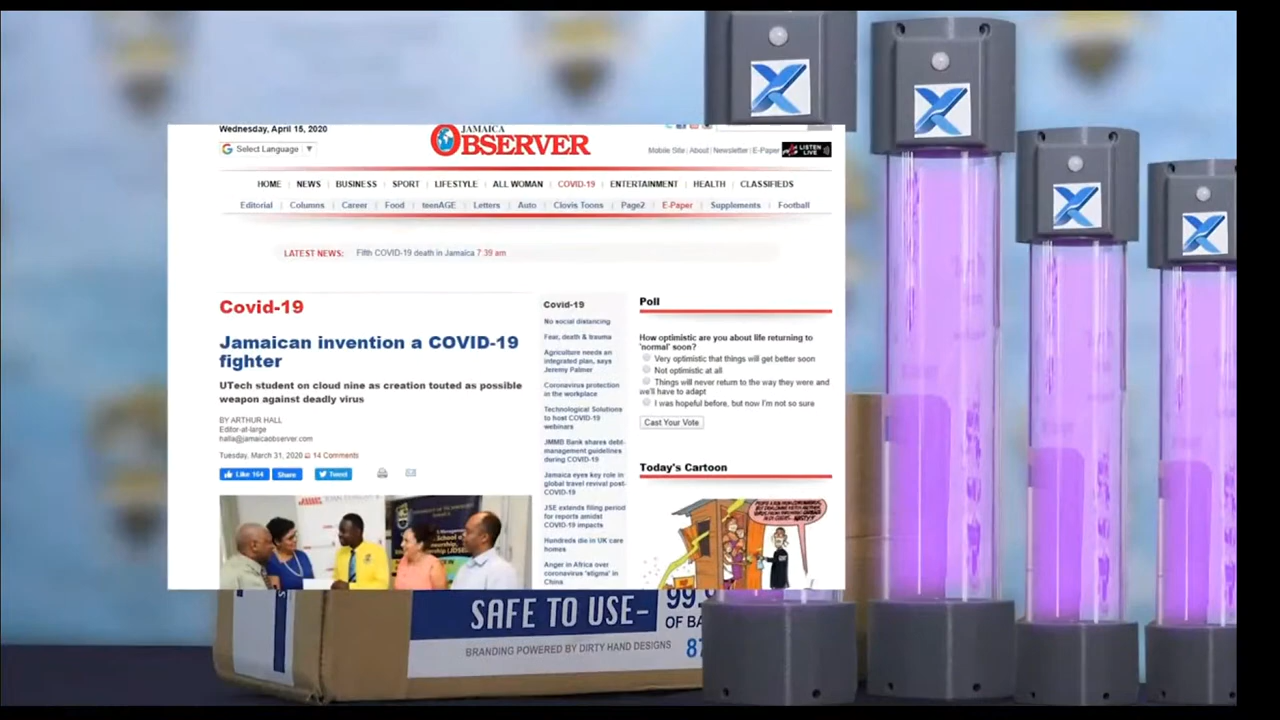 Wednesday, April 15, 2020
Select Language ▼
JAMAICA
OBSERVER
Mobile Site | About | Newsletter | E-Paper
LISTEN
LIVE
HOME | NEWS | BUSINESS | SPORT | LIFESTYLE | ALL WOMAN | COVID-19 | ENTERTAINMENT | HEALTH | CLASSIFIEDS
Editorial | Columns | Career | Food | teenAGE | Letters | Auto | Clovis Toons | Page2 | E-Paper | Supplements | Football
LATEST NEWS: Fifth COVID-19 death in Jamaica 7:39 am
Covid-19
Jamaican invention a COVID-19
fighter
UTech student on cloud nine as creation touted as possible
weapon against deadly virus
BY ARTHUR HALL
Editor-at-large
halla@jamaicaobserver.com
Tuesday, March 31, 2020 14 Comments
Like 164 Share Tweet
Covid-19
No social distancing
Fear, death & trauma
Agriculture needs an
integrated plan, says
Jeremy Palmer
Coronavirus protection
in the workplace
Technological Solutions
to host COVID-19
webinars
JMMB Bank shares debt-
management guidelines
during COVID-19
Jamaica eyes key role in
global travel revival post-
COVID-19
JSE extends filing period
for reports amidst
COVID-19 impacts
Hundreds die in UK care
homes
Anger in Africa over
coronavirus 'stigma' in
China
Poll
How optimistic are you about life returning to
'normal' soon?
Very optimistic that things will get better soon
Not optimistic at all
Things will never return to the way they were and
we'll have to adapt
I was hopeful before, but now I'm not so sure
Cast Your Vote
Today's Cartoon
SAFE TO USE- 99.9
OF BA
BRANDING POWERED BY DIRTY HAND DESIGNS 87